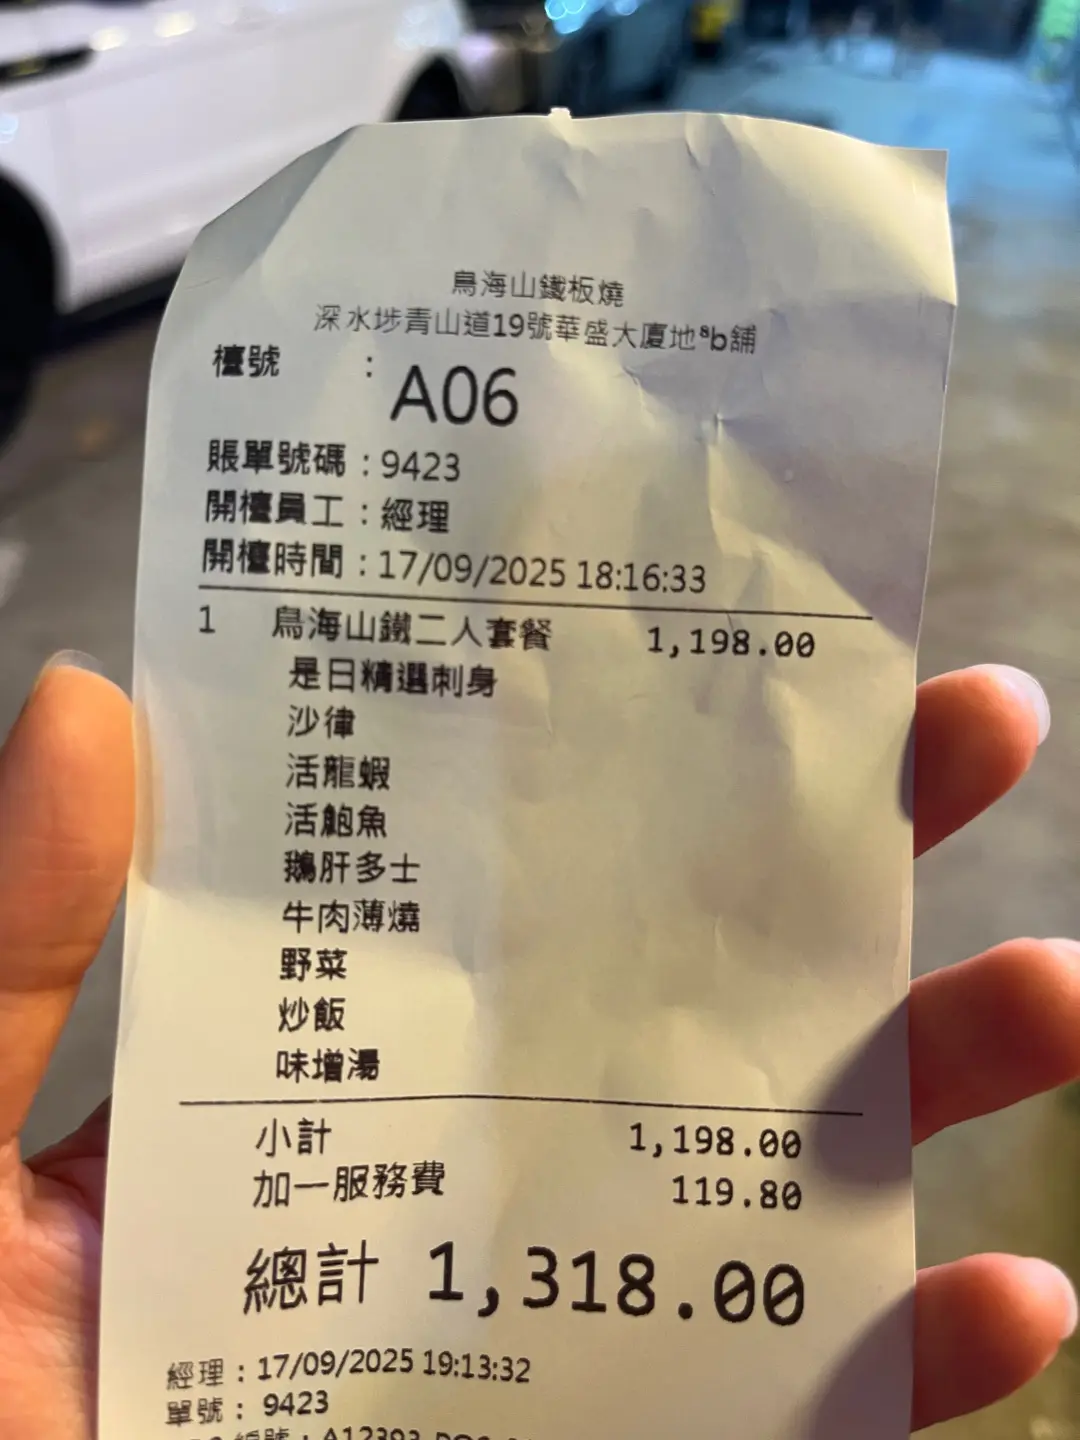 鳥海山鐵板燒
深水埗青山道19號華盛大廈地⁸b舖
檯號 : A06
賬單號碼 : 9423
開檯員工 : 經理
開檯時間 : 17/09/2025 18:16:33
1 鳥海山鐵二人套餐 1,198.00
是日精選刺身
沙律
活龍蝦
活鮑魚
鵝肝多士
牛肉薄燒
野菜
炒飯
味增湯
小計 1,198.00
加一服務費 119.80
總計 1,318.00
經理 : 17/09/2025 19:13:32
單號 : 9423
編號 : A12393